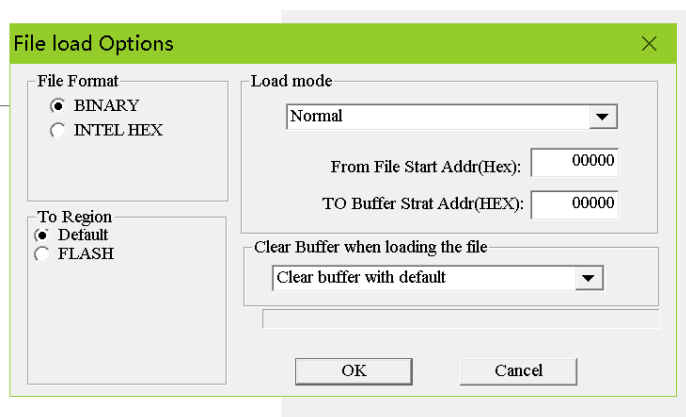 File load Options
File Format
BINARY
INTEL HEX
To Region
Default
FLASH
Load mode
Normal
From File Start Addr(Hex): 00000
TO Buffer Strat Addr(HEX): 00000
Clear Buffer when loading the file
Clear buffer with default
OK Cancel